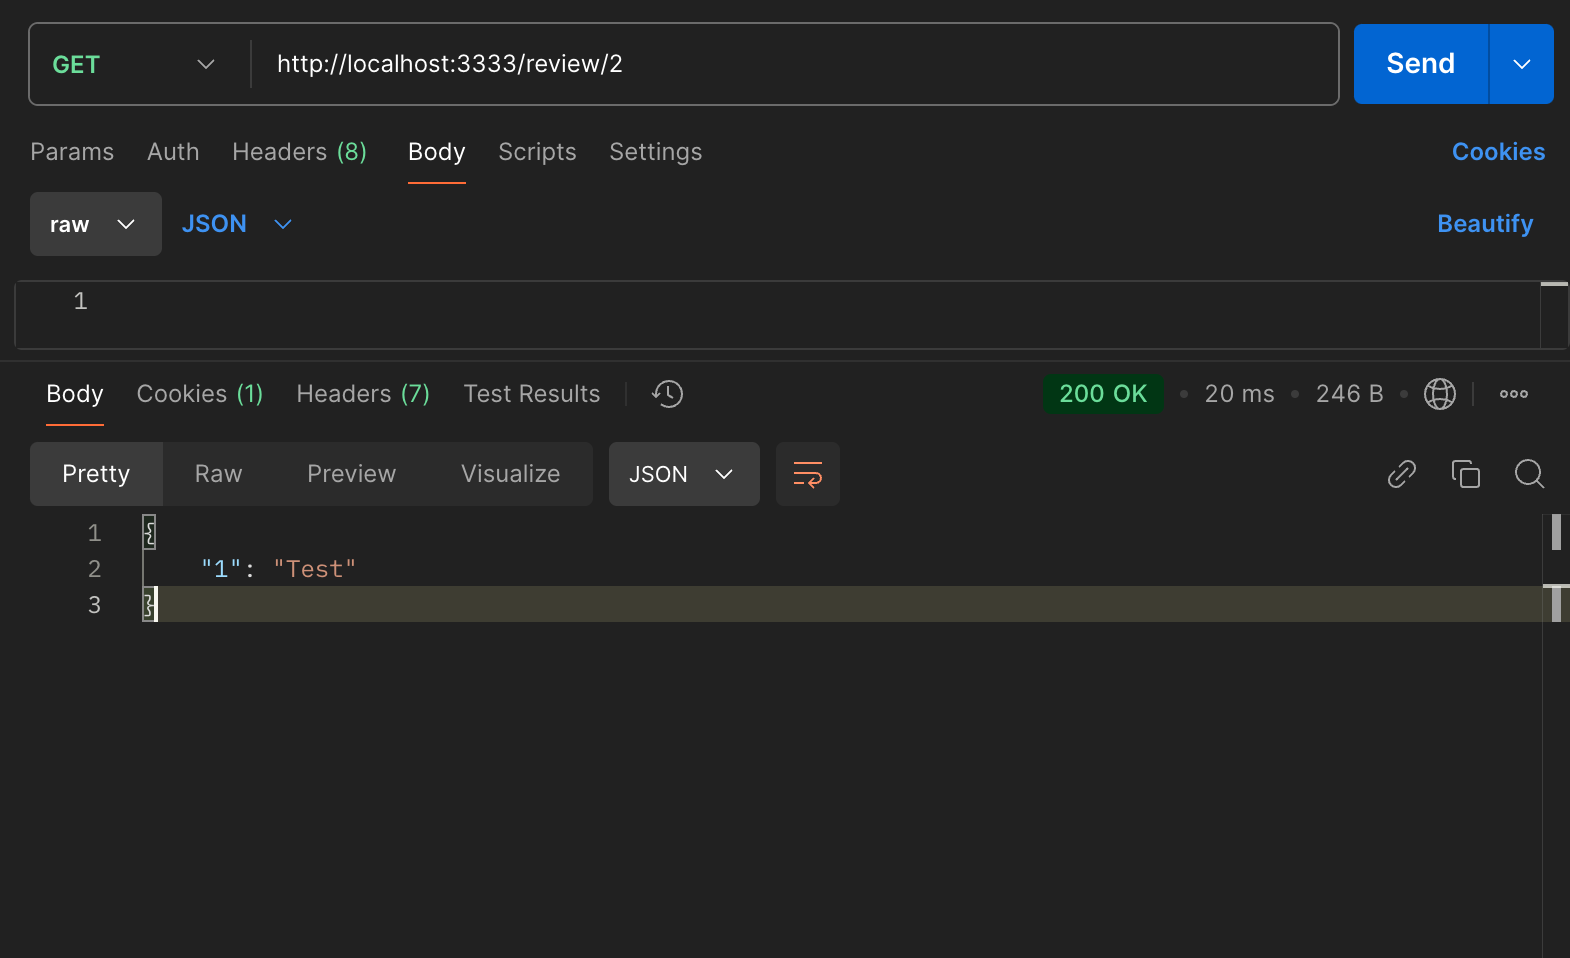 GET http://localhost:3333/review/2 Send
Params Auth Headers (8) Body Scripts Settings Cookies
raw JSON Beautify
1
Body Cookies (1) Headers (7) Test Results 200 OK • 20 ms • 246 B •
Pretty Raw Preview Visualize JSON
1 {
2 "1": "Test"
3 }